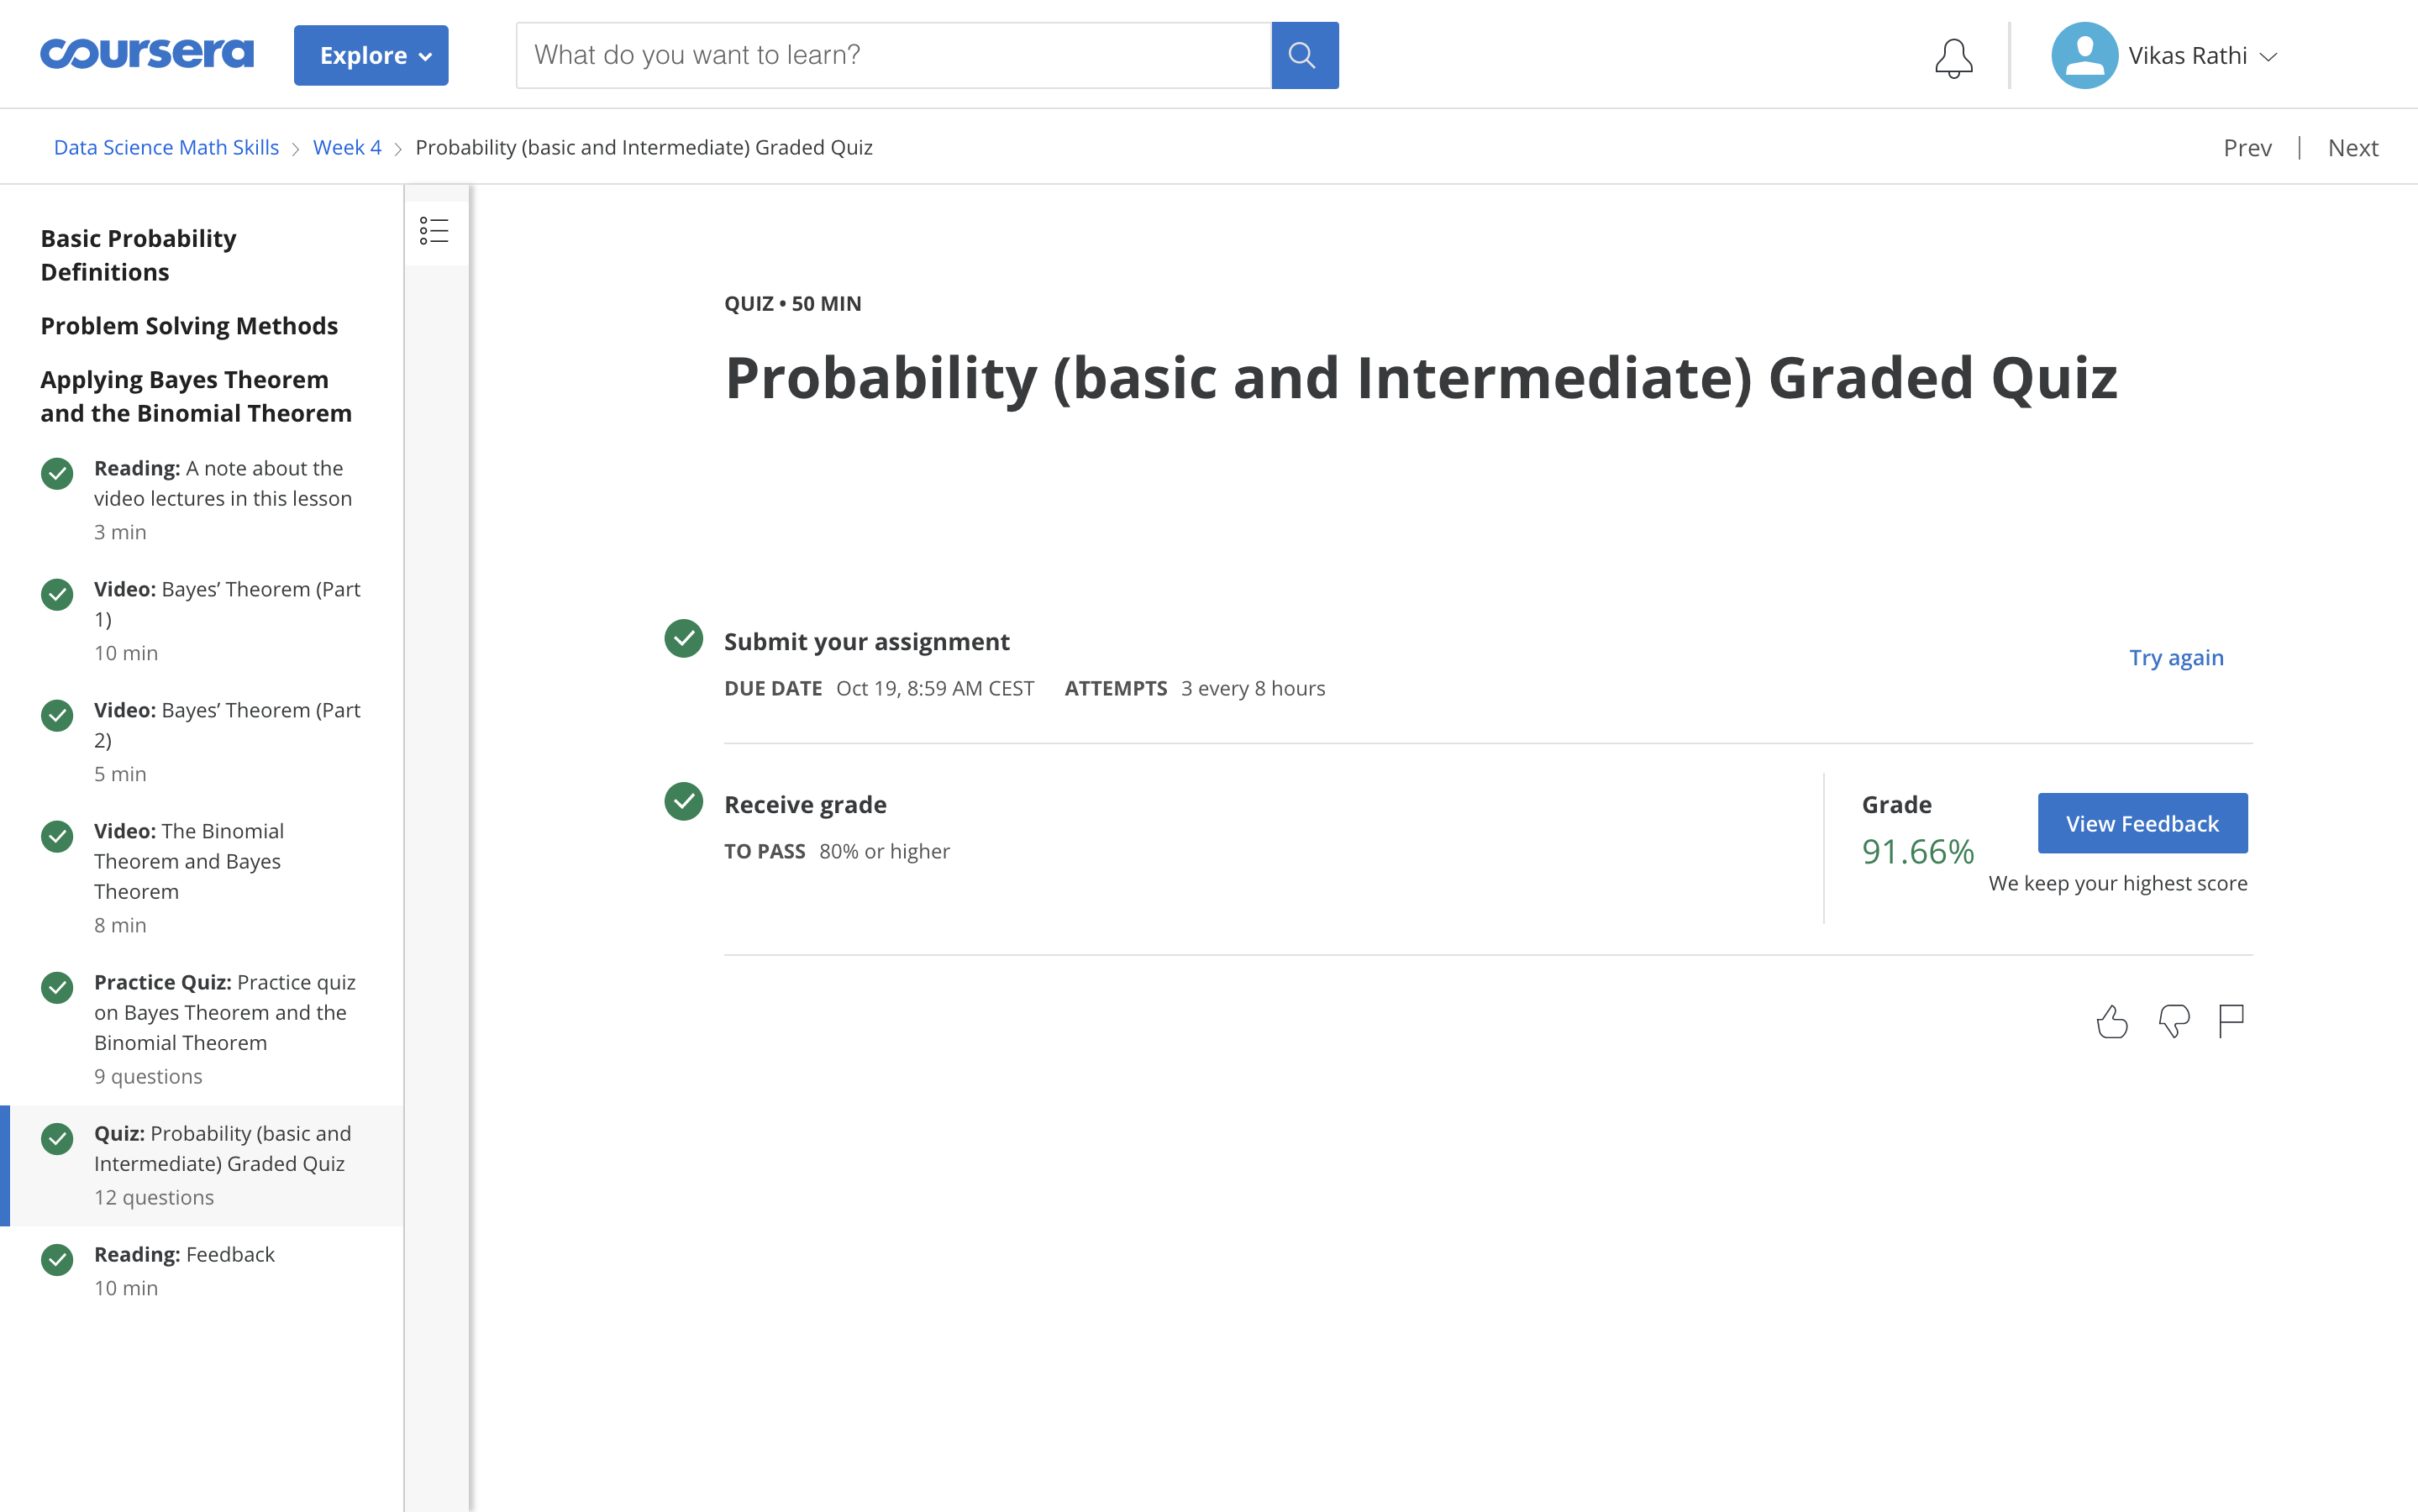 coursera
Explore
What do you want to learn?
Vikas Rathi
Data Science Math Skills
Week 4
Probability (basic and Intermediate) Graded Quiz
Prev | Next
Basic Probability
Definitions
Problem Solving Methods
Applying Bayes Theorem
and the Binomial Theorem
Reading: A note about the
video lectures in this lesson
3 min
Video: Bayes’ Theorem (Part
1)
10 min
Video: Bayes’ Theorem (Part
2)
5 min
Video: The Binomial
Theorem and Bayes
Theorem
8 min
Practice Quiz: Practice quiz
on Bayes Theorem and the
Binomial Theorem
9 questions
Quiz: Probability (basic and
Intermediate) Graded Quiz
12 questions
Reading: Feedback
10 min
QUIZ • 50 MIN
Probability (basic and Intermediate) Graded Quiz
Submit your assignment
DUE DATE Oct 19, 8:59 AM CEST ATTEMPTS 3 every 8 hours
Try again
Receive grade
TO PASS 80% or higher
Grade
91.66%
View Feedback
We keep your highest score